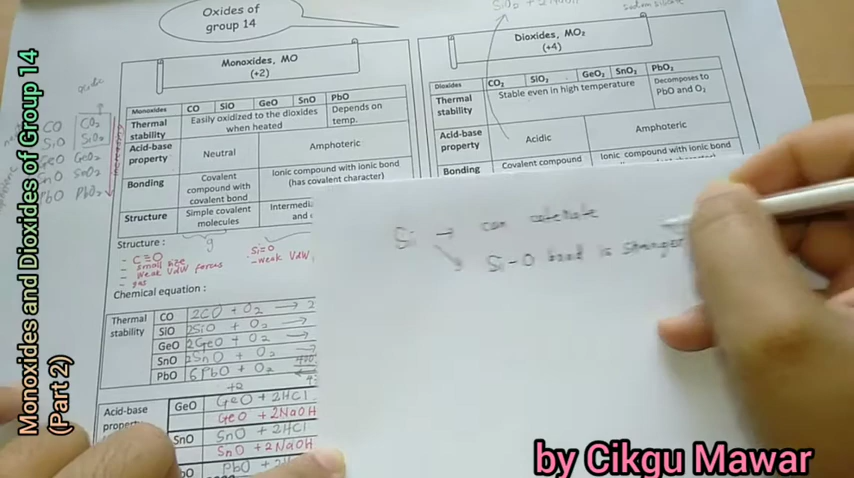 Monoxides and Dioxides of Group 14
(Part 2)
Oxides of
group 14
Monoxides, MO
(+2)
Monoxides CO SiO GeO SnO PbO
Thermal stability Easily oxidized to the dioxides when heated Depends on temp.
Acid-base property Neutral Amphoteric
Bonding Covalent compound with covalent bond Ionic compound with ionic bond (has covalent character)
Structure Simple covalent molecules
Dioxides, MO₂
(+4)
Dioxides CO₂ SiO₂ GeO₂ SnO₂ PbO₂
Thermal stability Stable even in high temperature Decomposes to PbO and O₂
Acid-base property Acidic Amphoteric
Bonding Covalent compound Ionic compound with ionic bond
CO CO₂
SiO SiO₂
GeO GeO₂
SnO₂
PbO PbO₂
Structure :
- C≡O
- small size
- weak VdW forces
- gas
Si=O
- weak VdW
Chemical equation :
Thermal stability
CO 2CO + O₂ →
SiO 2SiO + O₂ →
GeO 2GeO + O₂ →
SnO 2SnO + O₂ →
PbO 6PbO + O₂
+2
Acid-base
GeO GeO + 2HCl
GeO + 2NaOH
SnO SnO + 2HCl
SnO + 2NaOH
PbO
Si → can catenate
Si-O bond is stronger
by Cikgu Mawar